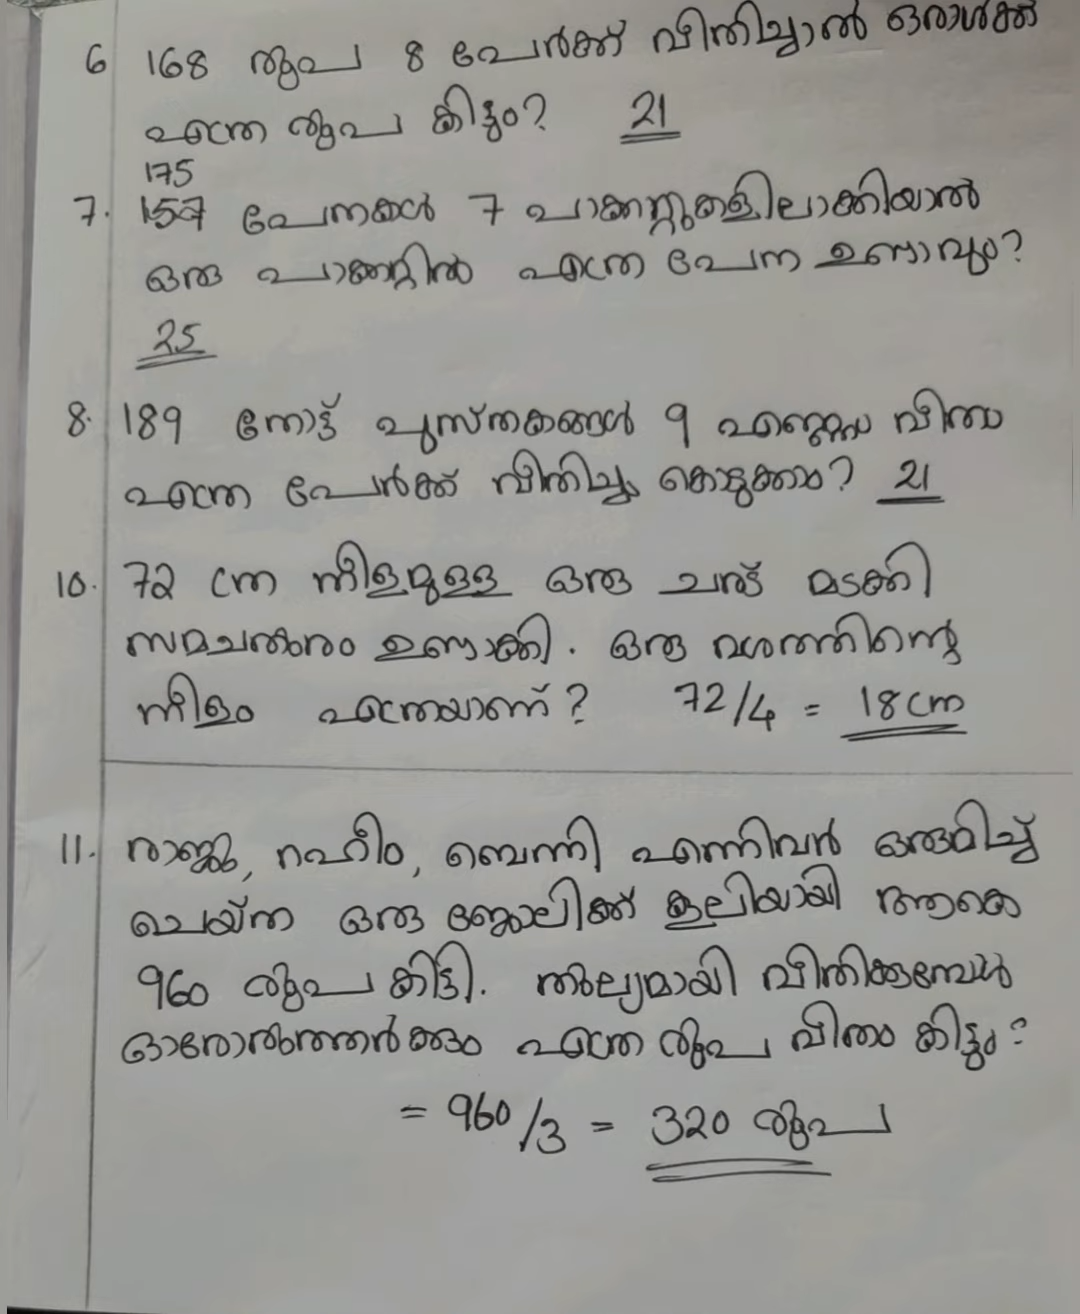 6 168 രൂപ 8 പേർക്ക് വീതിച്ചാൽ ഒരാൾക്ക്
എത്ര രൂപ കിട്ടും? 21
175
7. 157 പേനകൾ 7 പാക്കറ്റുകളിലാക്കിയാൽ
ഒരു പാക്കറ്റിൽ എത്ര പേന ഉണ്ടാവും?
25
8. 189 നോട്ട് പുസ്തകങ്ങൾ 9 എണ്ണം വീതം
എത്ര പേർക്ക് വീതിച്ചു കൊടുക്കാം? 21
10. 72 cm നീളമുള്ള ഒരു ചരട് മടക്കി
സമചതുരം ഉണ്ടാക്കി. ഒരു വശത്തിന്റെ
നീളം എത്രയാണ്? 72/4 = 18cm
11. രാജു, റഹീം, ബെന്നി എന്നിവർ ഒരുമിച്ച്
ചെയ്ത ഒരു ജോലിക്ക് കൂലിയായി ആകെ
960 രൂപ കിട്ടി. തുല്യമായി വീതിക്കുമ്പോൾ
ഓരോരുത്തർക്കും എത്ര രൂപ വീതം കിട്ടും?
= 960/3 = 320 രൂപ